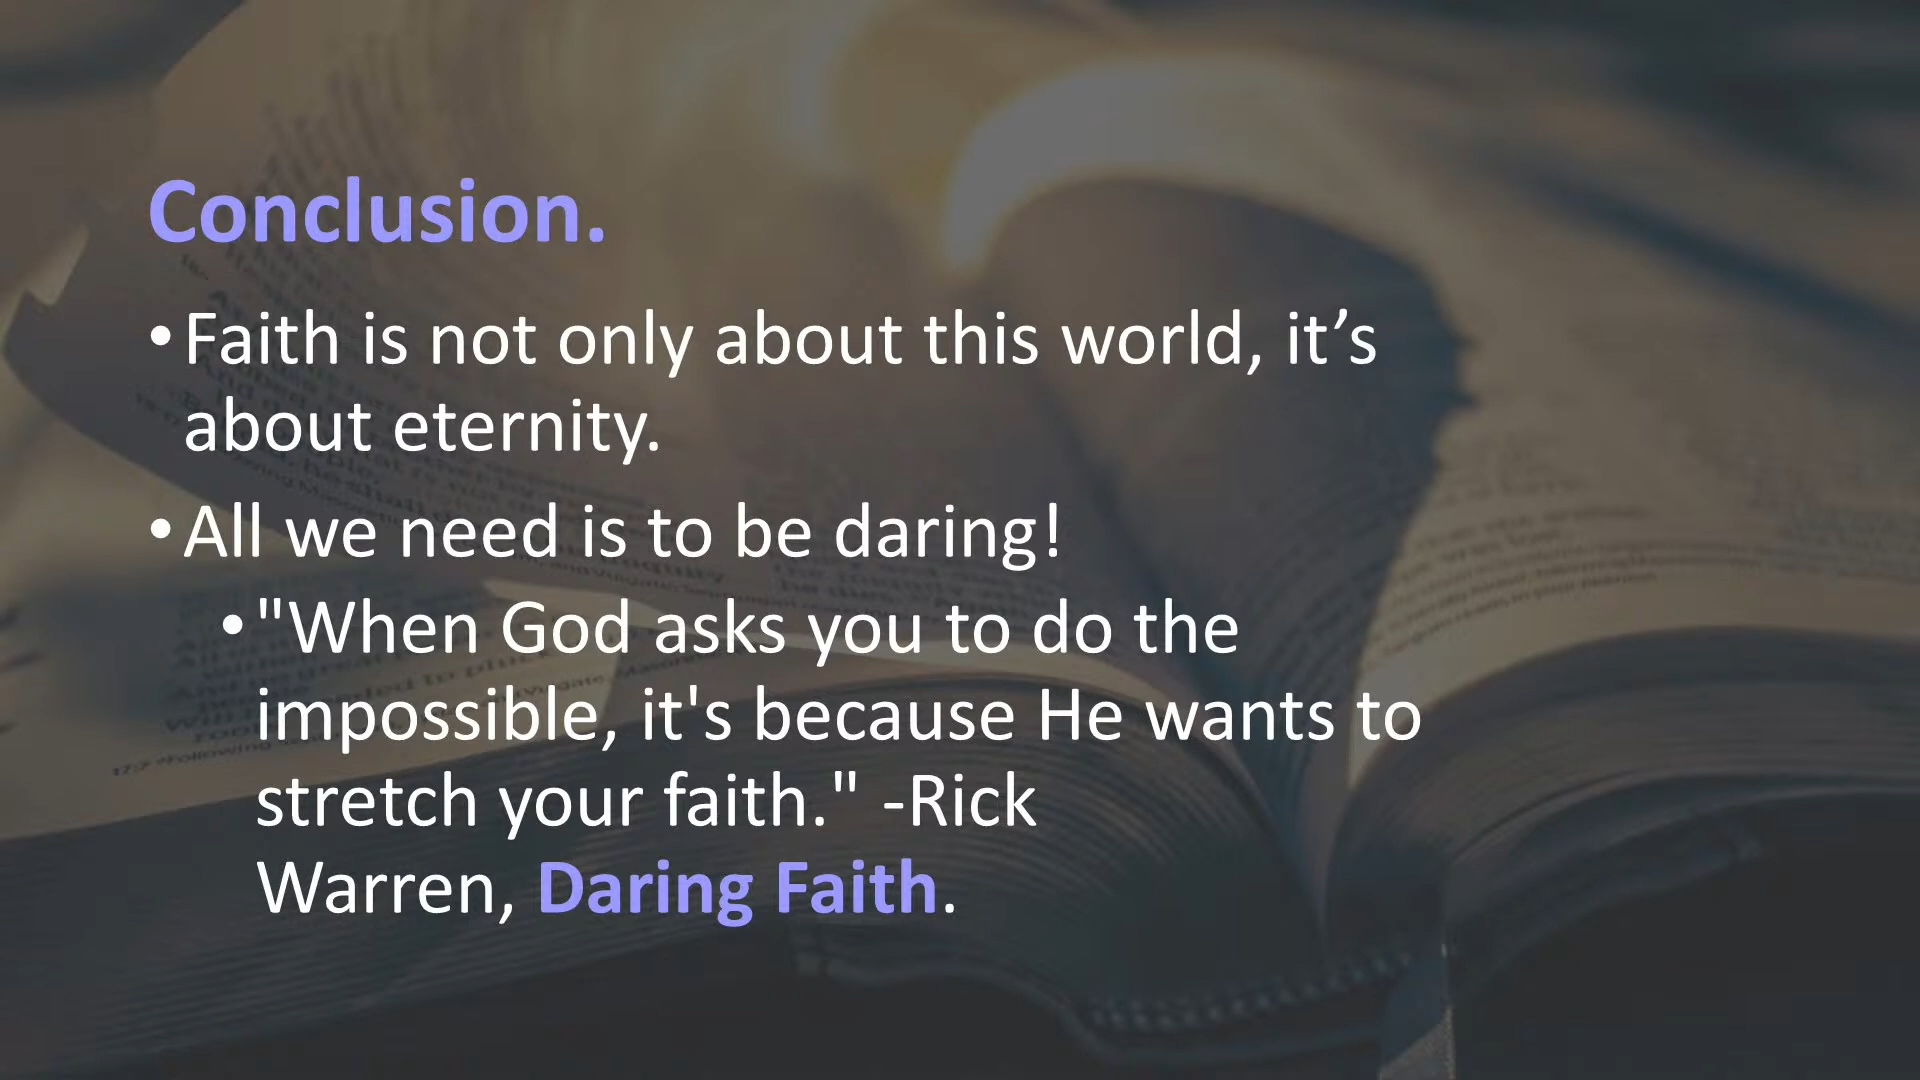 Conclusion.
•Faith is not only about this world, it’s
about eternity.
•All we need is to be daring!
•"When God asks you to do the
impossible, it's because He wants to
stretch your faith." -Rick
Warren, Daring Faith.